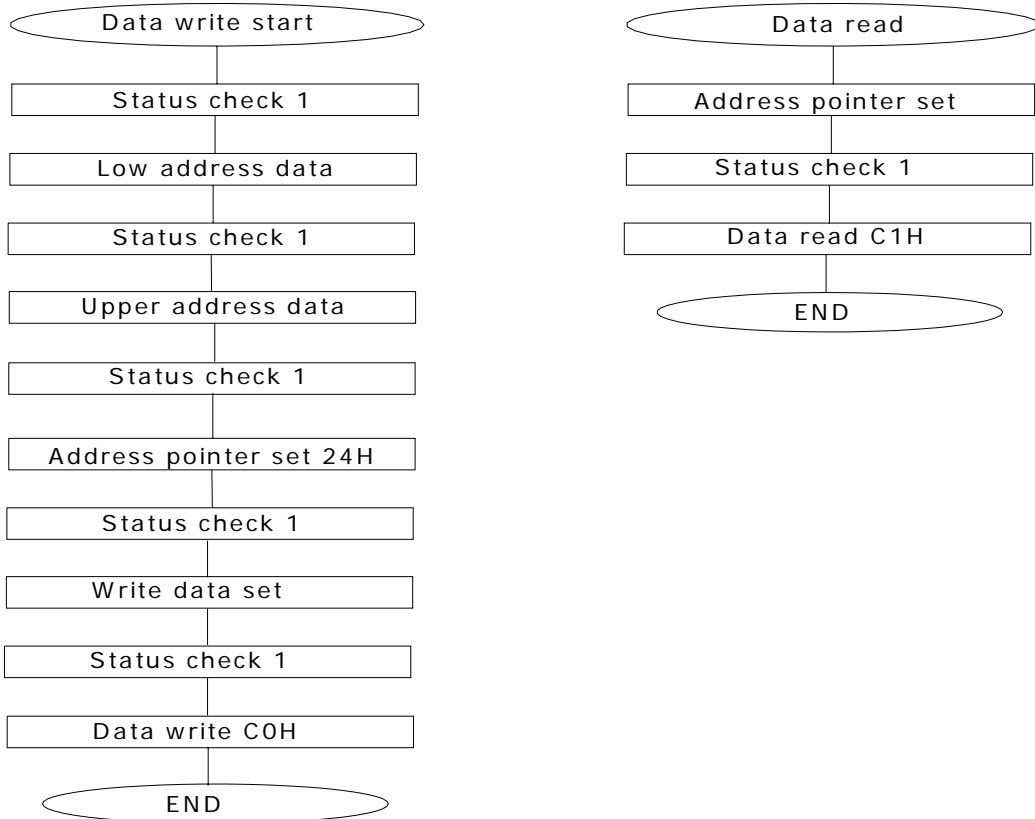 Data write start
Status check 1
Low address data
Status check 1
Upper address data
Status check 1
Address pointer set 24H
Status check 1
Write data set
Status check 1
Data write C0H
END
Data read
Address pointer set
Status check 1
Data read C1H
END